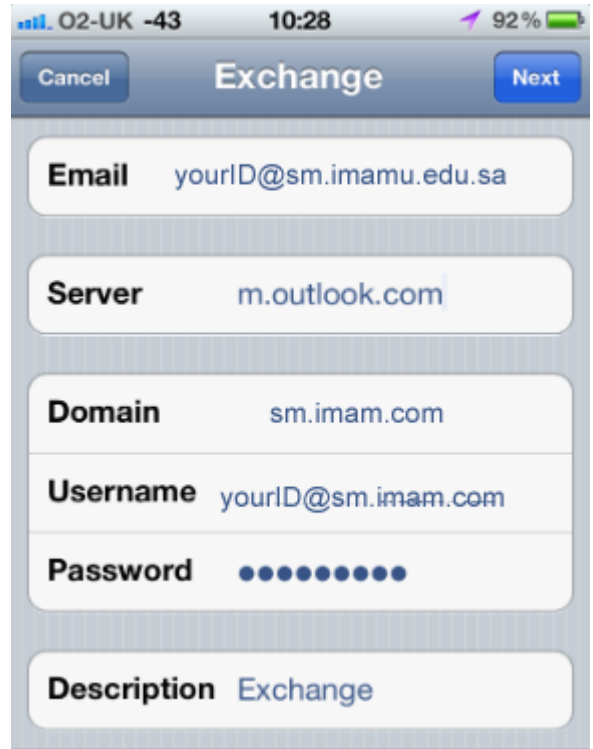 O2-UK -43 10:28 92%
Cancel Exchange Next
Email yourID@sm.imamu.edu.sa
Server m.outlook.com
Domain sm.imam.com
Username yourID@sm.imam.com
Password ●●●●●●●●●
Description Exchange